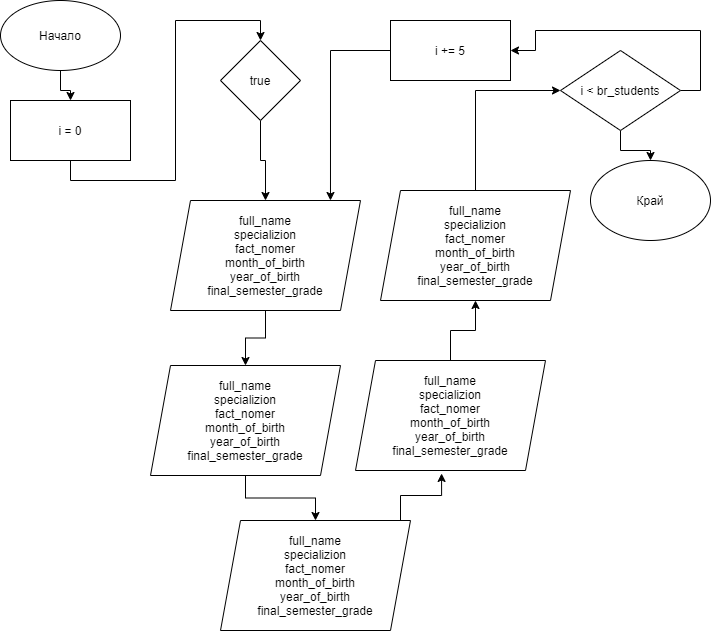 Начало
i = 0
true
full_name
specializion
fact_nomer
month_of_birth
year_of_birth
final_semester_grade
full_name
specializion
fact_nomer
month_of_birth
year_of_birth
final_semester_grade
full_name
specializion
fact_nomer
month_of_birth
year_of_birth
final_semester_grade
full_name
specializion
fact_nomer
month_of_birth
year_of_birth
final_semester_grade
full_name
specializion
fact_nomer
month_of_birth
year_of_birth
final_semester_grade
i < br_students
i += 5
Край